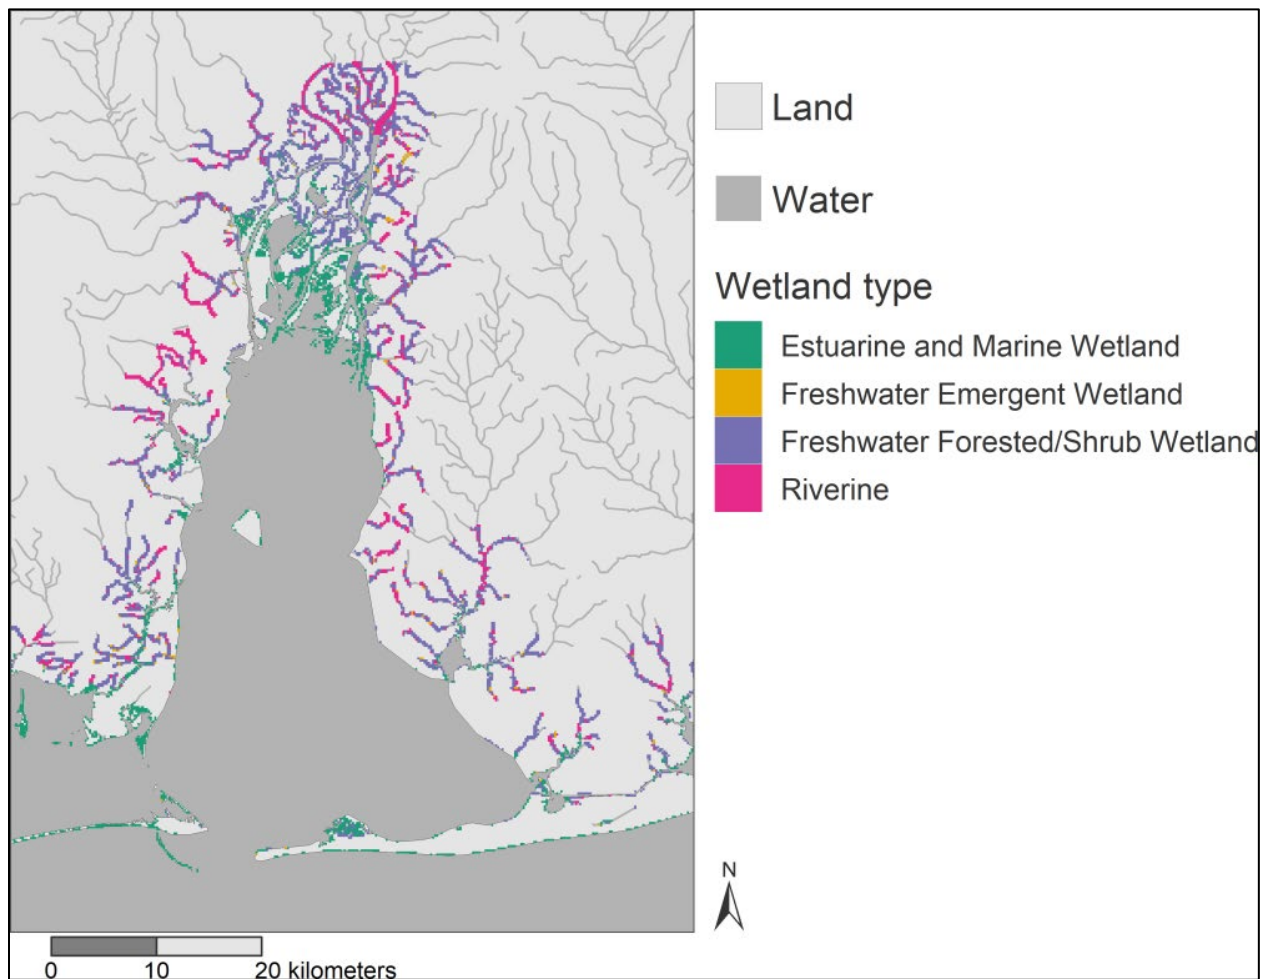 Land
Water
Wetland type
Estuarine and Marine Wetland
Freshwater Emergent Wetland
Freshwater Forested/Shrub Wetland
Riverine
N
0 10 20 kilometers